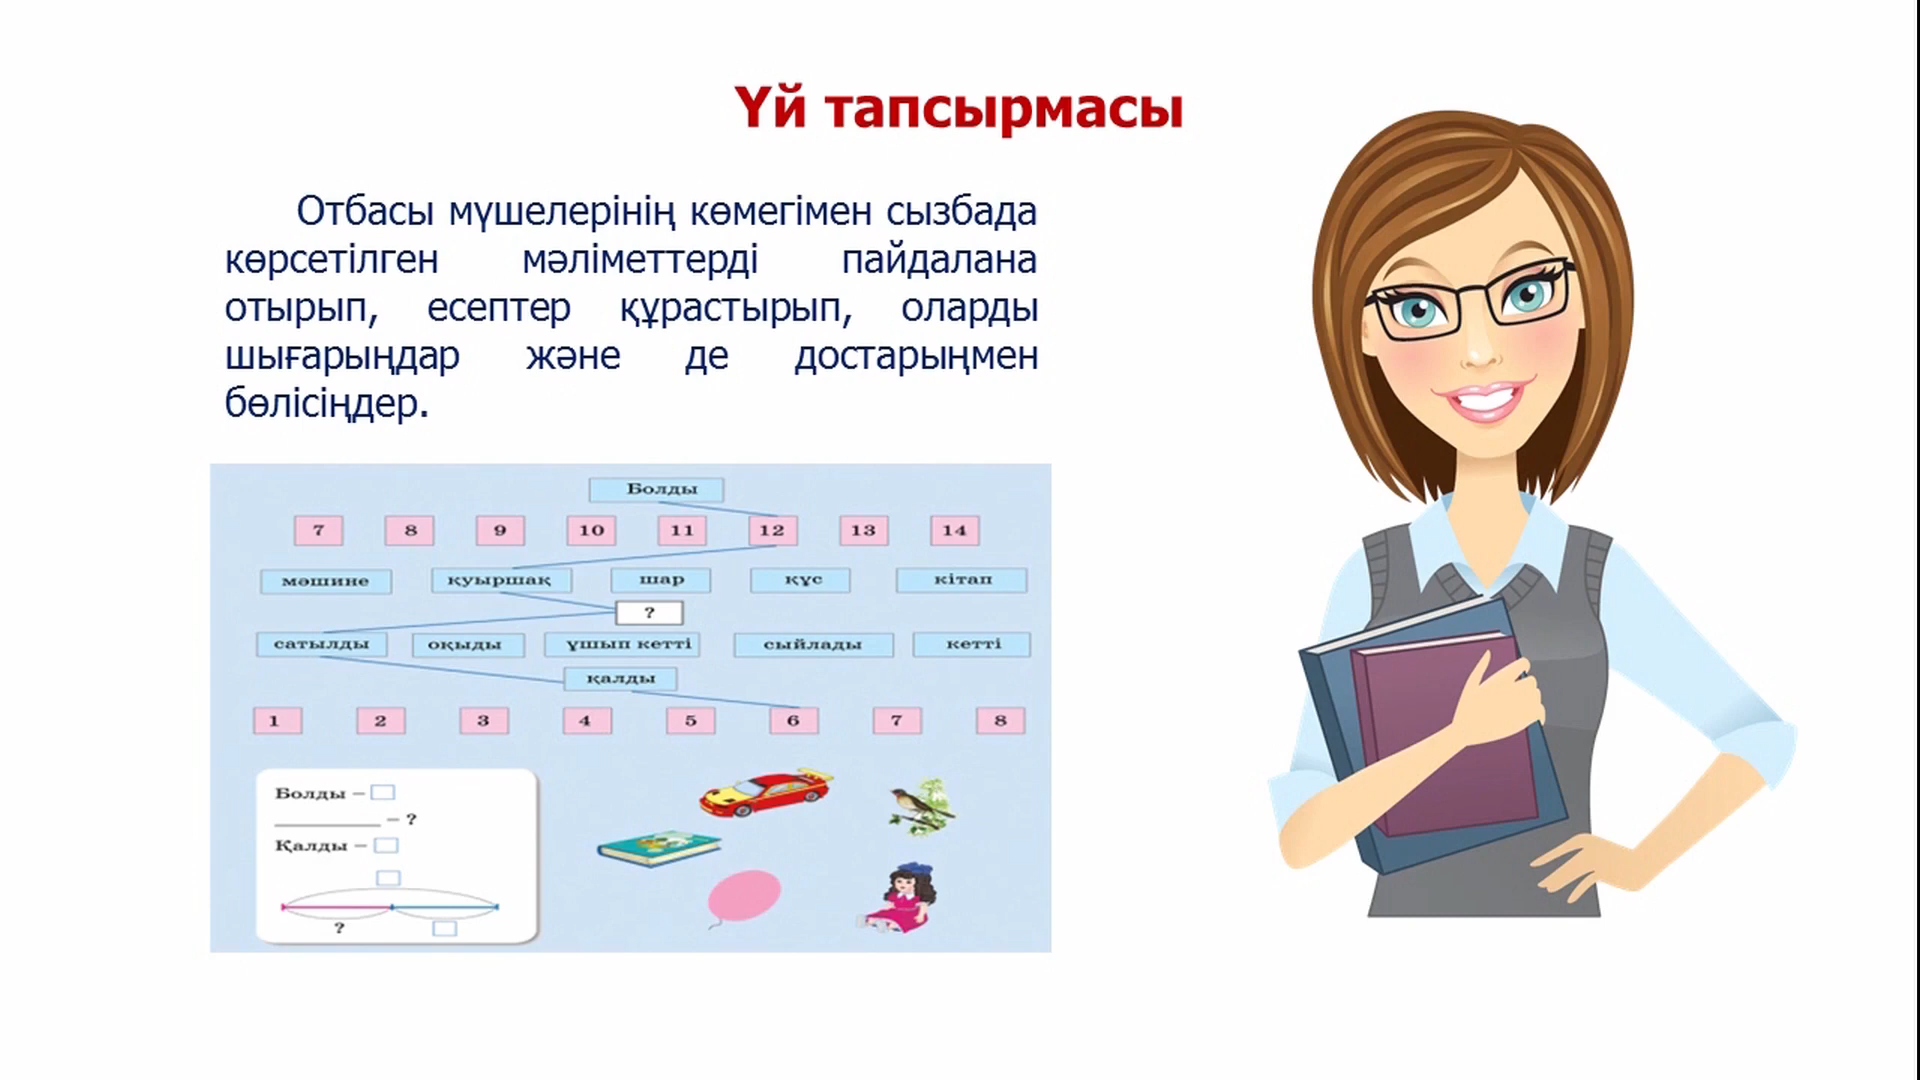 Үй тапсырмасы
Отбасы мүшелерінің көмегімен сызбада
көрсетілген мәліметтерді пайдалана
отырып, есептер құрастырып, оларды
шығарыңдар және де достарыңмен
бөлісіңдер.
Болды
7 8 9 10 11 12 13 14
мәшине қуыршақ шар құс кітап
?
сатылды оқыды ұшып кетті сыйлады кетті
қалды
1 2 3 4 5 6 7 8
Болды –
– ?
Қалды –
?